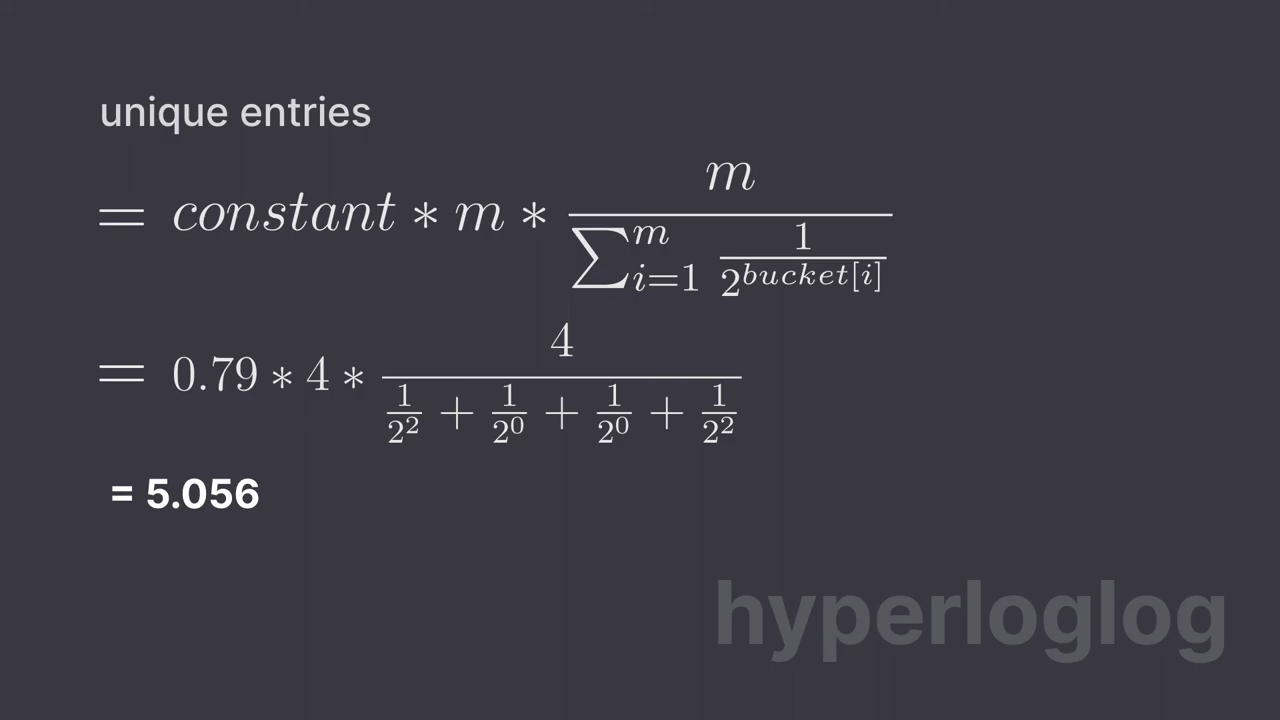 unique entries
= constant * m * m / ∑_{i=1}^{m} 1 / 2^{bucket[i]}
= 0.79 * 4 * 4 / 1/2^2 + 1/2^0 + 1/2^0 + 1/2^2
= 5.056
hyperloglog